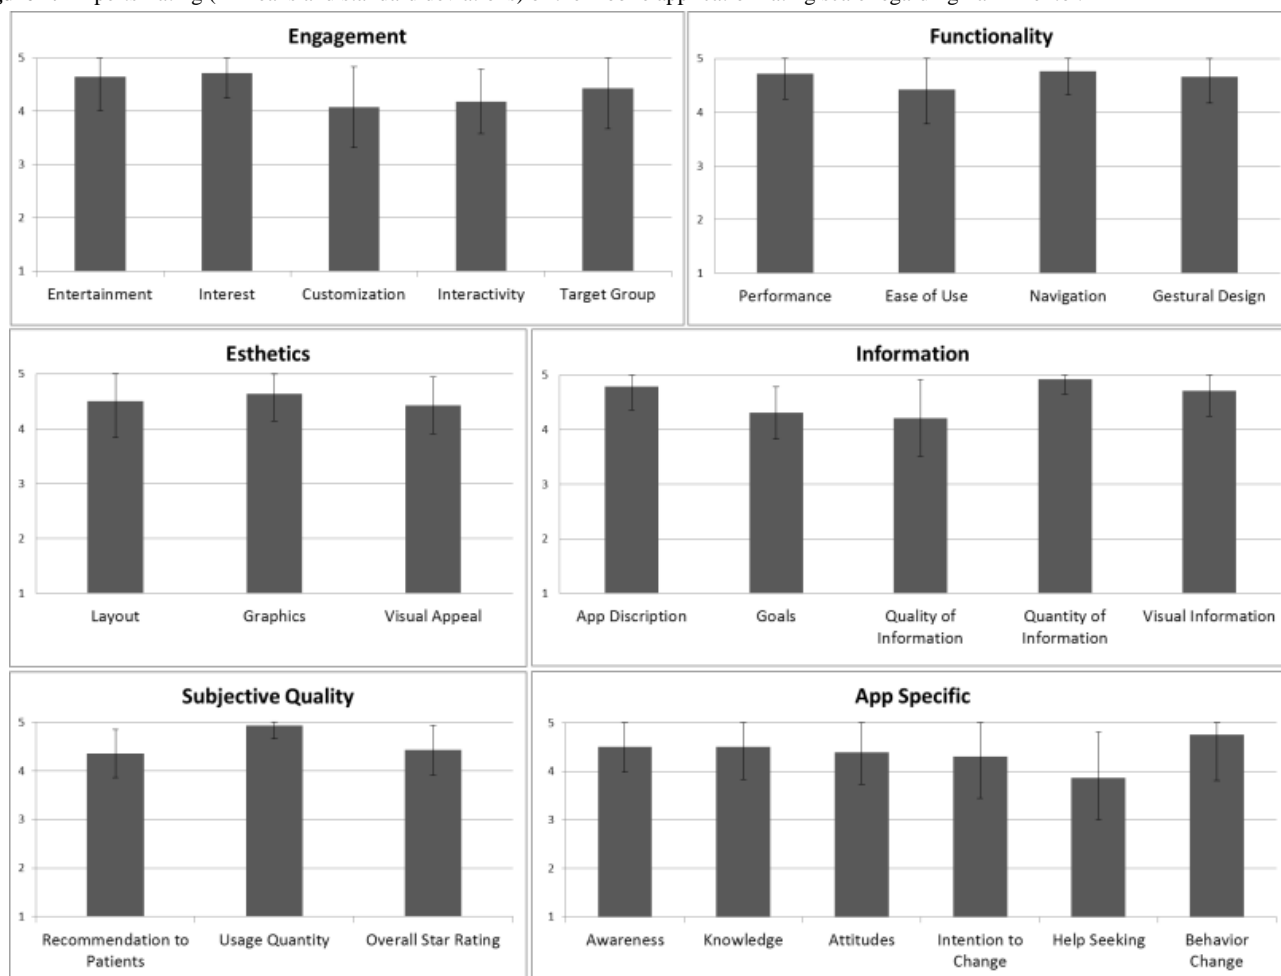 Engagement
5
4
3
2
1
Entertainment Interest Customization Interactivity Target Group
Functionality
5
4
3
2
1
Performance Ease of Use Navigation Gestural Design
Esthetics
5
4
3
2
1
Layout Graphics Visual Appeal
Information
5
4
3
2
1
App Discription Goals Quality of Quantity of Visual Information
Information Information
Subjective Quality
5
4
3
2
1
Recommendation to Usage Quantity Overall Star Rating
Patients
App Specific
5
4
3
2
1
Awareness Knowledge Attitudes Intention to Help Seeking Behavior
Change Change